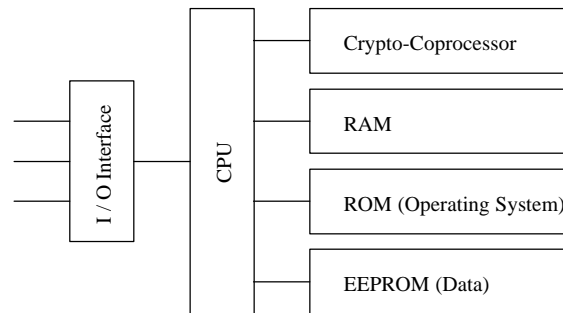 I / O Interface
CPU
Crypto-Coprocessor
RAM
ROM (Operating System)
EEPROM (Data)